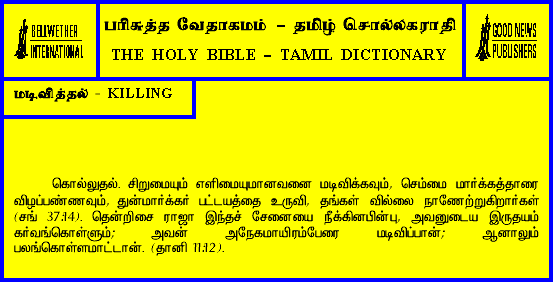 BELLWETHER
INTERNATIONAL
பரிசுத்த வேதாகமம் – தமிழ் சொல்லகராதி
THE HOLY BIBLE – TAMIL DICTIONARY
GOOD NEWS
PUBLISHERS
மடிவித்தல் - KILLING
கொல்லுதல். சிறுமையும் எளிமையுமானவனை மடிவிக்கவும், செம்மை மார்க்கத்தாரை
விழப்பண்ணவும், துன்மார்க்கர் பட்டயத்தை உருவி, தங்கள் வில்லை நாணேற்றுகிறார்கள்
(சங் 37:14). தென்றிசை ராஜா இந்தச் சேனையை நீக்கினபின்பு, அவனுடைய இருதயம்
கர்வங்கொள்ளும்; அவன் அநேகமாயிரம்பேரை மடிவிப்பான்; ஆனாலும்
பலங்கொள்ளமாட்டான். (தானி 11:12).